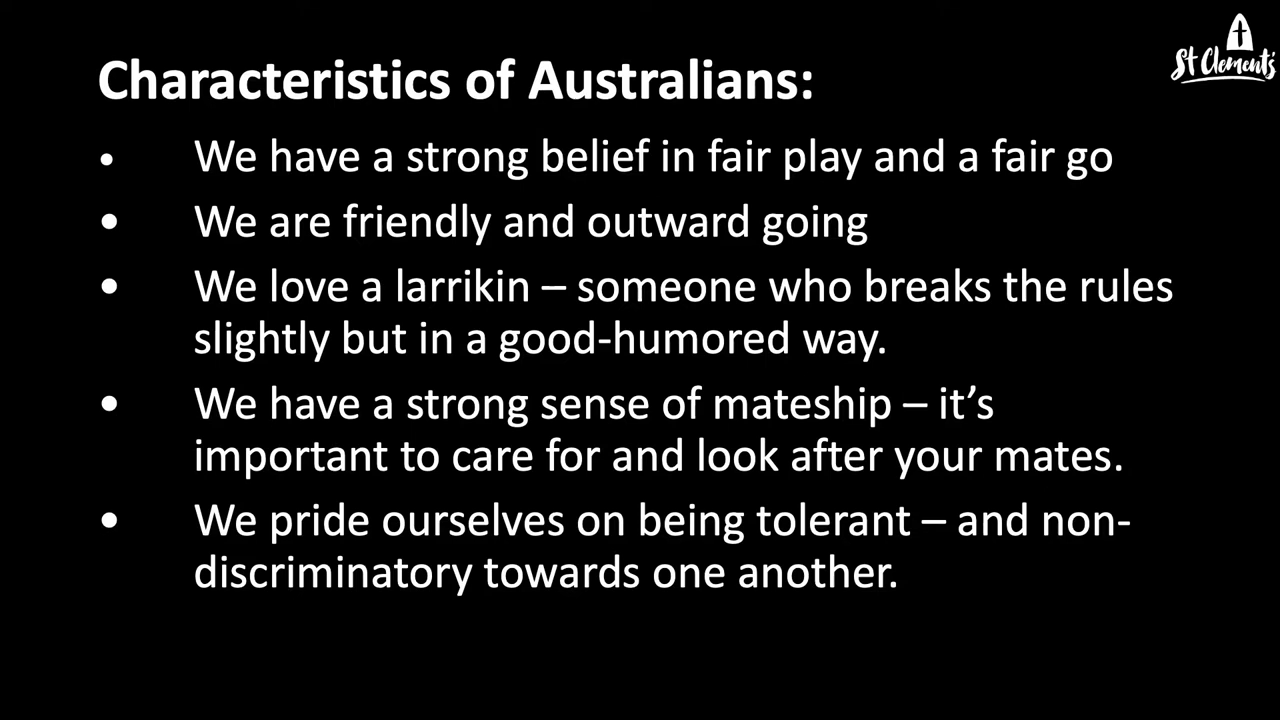 St Clement's
Characteristics of Australians:
• We have a strong belief in fair play and a fair go
• We are friendly and outward going
• We love a larrikin – someone who breaks the rules
slightly but in a good-humored way.
• We have a strong sense of mateship – it's
important to care for and look after your mates.
• We pride ourselves on being tolerant – and non-
discriminatory towards one another.